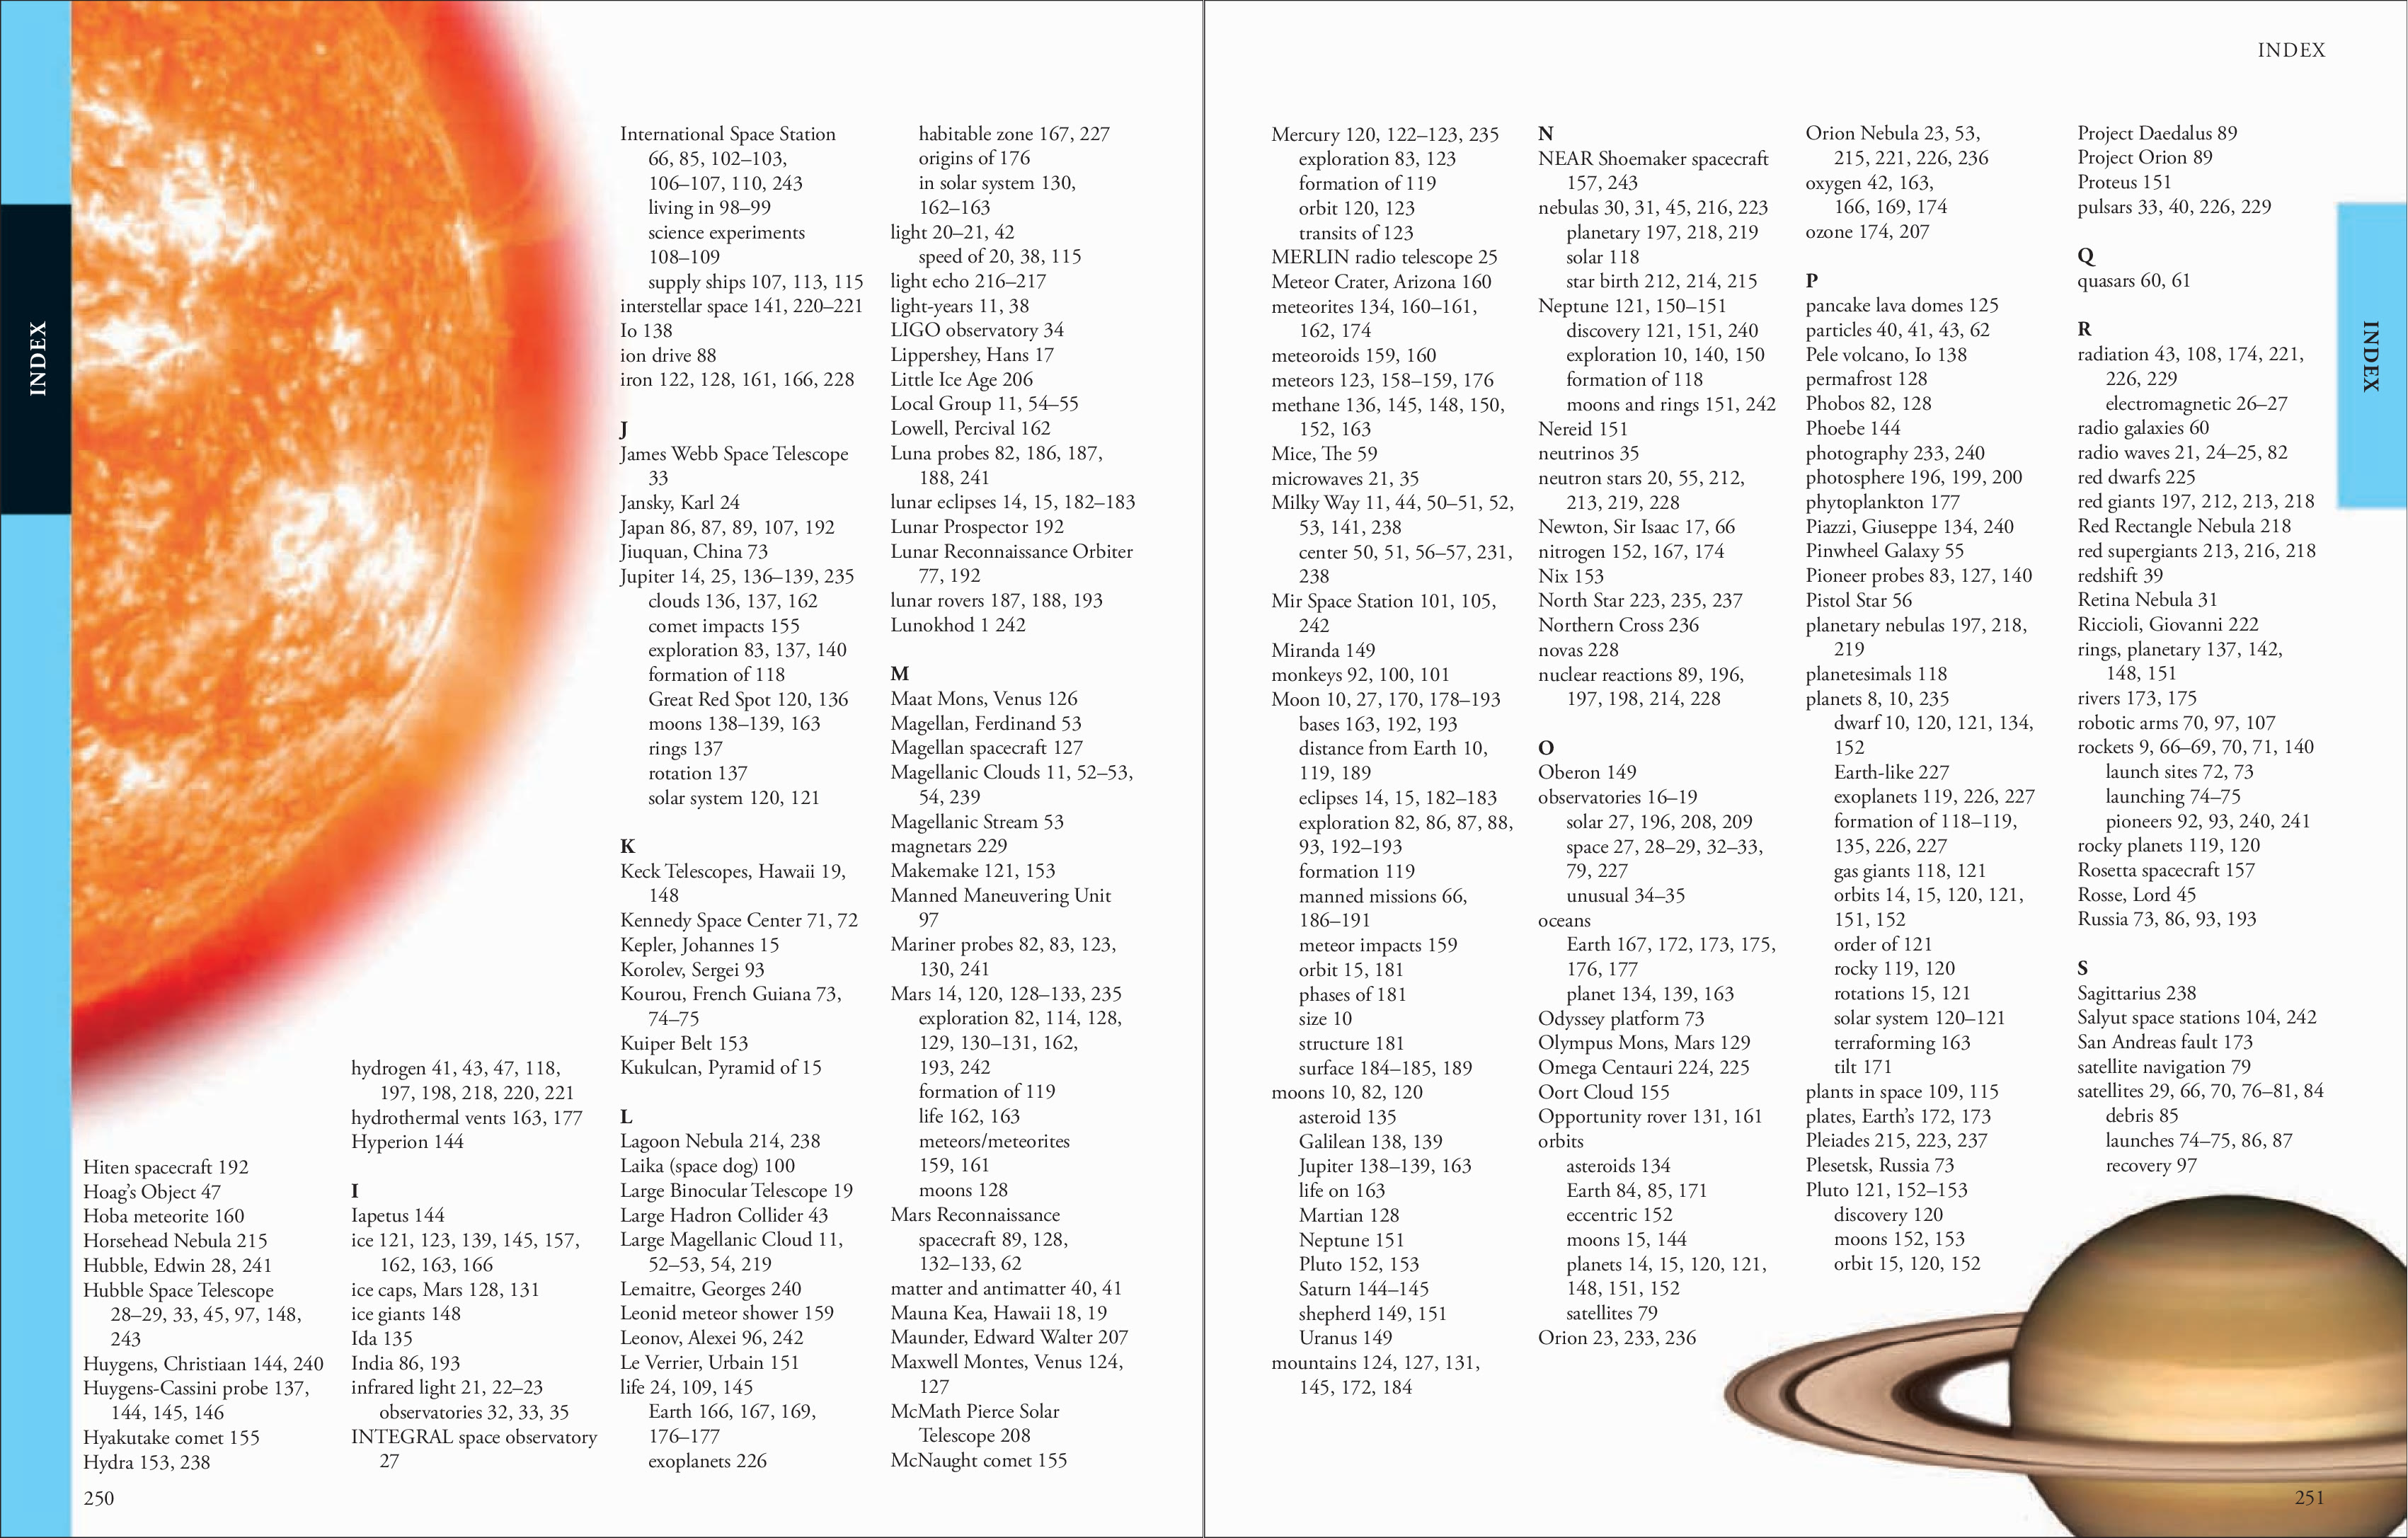 INDEX
Hiten spacecraft 192
Hoag's Object 47
Hoba meteorite 160
Horsehead Nebula 215
Hubble, Edwin 28, 241
Hubble Space Telescope
28–29, 33, 45, 97, 148,
243
Huygens, Christiaan 144, 240
Huygens-Cassini probe 137,
144, 145, 146
Hyakutake comet 155
Hydra 153, 238
250
hydrogen 41, 43, 47, 118,
197, 198, 218, 220, 221
hydrothermal vents 163, 177
Hyperion 144
I
Iapetus 144
ice 121, 123, 139, 145, 157,
162, 163, 166
ice caps, Mars 128, 131
ice giants 148
Ida 135
India 86, 193
infrared light 21, 22–23
observatories 32, 33, 35
INTEGRAL space observatory
27
International Space Station
66, 85, 102–103,
106–107, 110, 243
living in 98–99
science experiments
108–109
supply ships 107, 113, 115
interstellar space 141, 220–221
Io 138
ion drive 88
iron 122, 128, 161, 166, 228
J
James Webb Space Telescope
33
Jansky, Karl 24
Japan 86, 87, 89, 107, 192
Jiuquan, China 73
Jupiter 14, 25, 136–139, 235
clouds 136, 137, 162
comet impacts 155
exploration 83, 137, 140
formation of 118
Great Red Spot 120, 136
moons 138–139, 163
rings 137
rotation 137
solar system 120, 121
K
Keck Telescopes, Hawaii 19,
148
Kennedy Space Center 71, 72
Kepler, Johannes 15
Korolev, Sergei 93
Kourou, French Guiana 73,
74–75
Kuiper Belt 153
Kukulcan, Pyramid of 15
L
Lagoon Nebula 214, 238
Laika (space dog) 100
Large Binocular Telescope 19
Large Hadron Collider 43
Large Magellanic Cloud 11,
52–53, 54, 219
Lemaitre, Georges 240
Leonid meteor shower 159
Leonov, Alexei 96, 242
Le Verrier, Urbain 151
life 24, 109, 145
Earth 166, 167, 169,
176–177
exoplanets 226
habitable zone 167, 227
origins of 176
in solar system 130,
162–163
light 20–21, 42
speed of 20, 38, 115
light echo 216–217
light-years 11, 38
LIGO observatory 34
Lippershey, Hans 17
Little Ice Age 206
Local Group 11, 54–55
Lowell, Percival 162
Luna probes 82, 186, 187,
188, 241
lunar eclipses 14, 15, 182–183
Lunar Prospector 192
Lunar Reconnaissance Orbiter
77, 192
lunar rovers 187, 188, 193
Lunokhod 1 242
M
Maat Mons, Venus 126
Magellan, Ferdinand 53
Magellan spacecraft 127
Magellanic Clouds 11, 52–53,
54, 239
Magellanic Stream 53
magnetars 229
Makemake 121, 153
Manned Maneuvering Unit
97
Mariner probes 82, 83, 123,
130, 241
Mars 14, 120, 128–133, 235
exploration 82, 114, 128,
129, 130–131, 162,
193, 242
formation of 119
life 162, 163
meteors/meteorites
159, 161
moons 128
Mars Reconnaissance
spacecraft 89, 128,
132–133, 62
matter and antimatter 40, 41
Mauna Kea, Hawaii 18, 19
Maunder, Edward Walter 207
Maxwell Montes, Venus 124,
127
McMath Pierce Solar
Telescope 208
McNaught comet 155
INDEX
Mercury 120, 122–123, 235
exploration 83, 123
formation of 119
orbit 120, 123
transits of 123
MERLIN radio telescope 25
Meteor Crater, Arizona 160
meteorites 134, 160–161,
162, 174
meteoroids 159, 160
meteors 123, 158–159, 176
methane 136, 145, 148, 150,
152, 163
Mice, The 59
microwaves 21, 35
Milky Way 11, 44, 50–51, 52,
53, 141, 238
center 50, 51, 56–57, 231,
238
Mir Space Station 101, 105,
242
Miranda 149
monkeys 92, 100, 101
Moon 10, 27, 170, 178–193
bases 163, 192, 193
distance from Earth 10,
119, 189
eclipses 14, 15, 182–183
exploration 82, 86, 87, 88,
93, 192–193
formation 119
manned missions 66,
186–191
meteor impacts 159
orbit 15, 181
phases of 181
size 10
structure 181
surface 184–185, 189
moons 10, 82, 120
asteroid 135
Galilean 138, 139
Jupiter 138–139, 163
life on 163
Martian 128
Neptune 151
Pluto 152, 153
Saturn 144–145
shepherd 149, 151
Uranus 149
mountains 124, 127, 131,
145, 172, 184
N
NEAR Shoemaker spacecraft
157, 243
nebulas 30, 31, 45, 216, 223
planetary 197, 218, 219
solar 118
star birth 212, 214, 215
Neptune 121, 150–151
discovery 121, 151, 240
exploration 10, 140, 150
formation of 118
moons and rings 151, 242
Nereid 151
neutrinos 35
neutron stars 20, 55, 212,
213, 219, 228
Newton, Sir Isaac 17, 66
nitrogen 152, 167, 174
Nix 153
North Star 223, 235, 237
Northern Cross 236
novas 228
nuclear reactions 89, 196,
197, 198, 214, 228
O
Oberon 149
observatories 16–19
solar 27, 196, 208, 209
space 27, 28–29, 32–33,
79, 227
unusual 34–35
oceans
Earth 167, 172, 173, 175,
176, 177
planet 134, 139, 163
Odyssey platform 73
Olympus Mons, Mars 129
Omega Centauri 224, 225
Oort Cloud 155
Opportunity rover 131, 161
orbits
asteroids 134
Earth 84, 85, 171
eccentric 152
moons 15, 144
planets 14, 15, 120, 121,
148, 151, 152
satellites 79
Orion 23, 233, 236
Orion Nebula 23, 53,
215, 221, 226, 236
oxygen 42, 163,
166, 169, 174
ozone 174, 207
P
pancake lava domes 125
particles 40, 41, 43, 62
Pele volcano, Io 138
permafrost 128
Phobos 82, 128
Phoebe 144
photography 233, 240
photosphere 196, 199, 200
phytoplankton 177
Piazzi, Giuseppe 134, 240
Pinwheel Galaxy 55
Pioneer probes 83, 127, 140
Pistol Star 56
planetary nebulas 197, 218,
219
planetesimals 118
planets 8, 10, 235
dwarf 10, 120, 121, 134,
152
Earth-like 227
exoplanets 119, 226, 227
formation of 118–119,
135, 226, 227
gas giants 118, 121
orbits 14, 15, 120, 121,
151, 152
order of 121
rocky 119, 120
rotations 15, 121
solar system 120–121
terraforming 163
tilt 171
plants in space 109, 115
plates, Earth's 172, 173
Pleiades 215, 223, 237
Plesetsk, Russia 73
Pluto 121, 152–153
discovery 120
moons 152, 153
orbit 15, 120, 152
Project Daedalus 89
Project Orion 89
Proteus 151
pulsars 33, 40, 226, 229
Q
quasars 60, 61
R
radiation 43, 108, 174, 221,
226, 229
electromagnetic 26–27
radio galaxies 60
radio waves 21, 24–25, 82
red dwarfs 225
red giants 197, 212, 213, 218
Red Rectangle Nebula 218
red supergiants 213, 216, 218
redshift 39
Retina Nebula 31
Riccioli, Giovanni 222
rings, planetary 137, 142,
148, 151
rivers 173, 175
robotic arms 70, 97, 107
rockets 9, 66–69, 70, 71, 140
launch sites 72, 73
launching 74–75
pioneers 92, 93, 240, 241
rocky planets 119, 120
Rosetta spacecraft 157
Rosse, Lord 45
Russia 73, 86, 93, 193
S
Sagittarius 238
Salyut space stations 104, 242
San Andreas fault 173
satellite navigation 79
satellites 29, 66, 70, 76–81, 84
debris 85
launches 74–75, 86, 87
recovery 97
INDEX
251